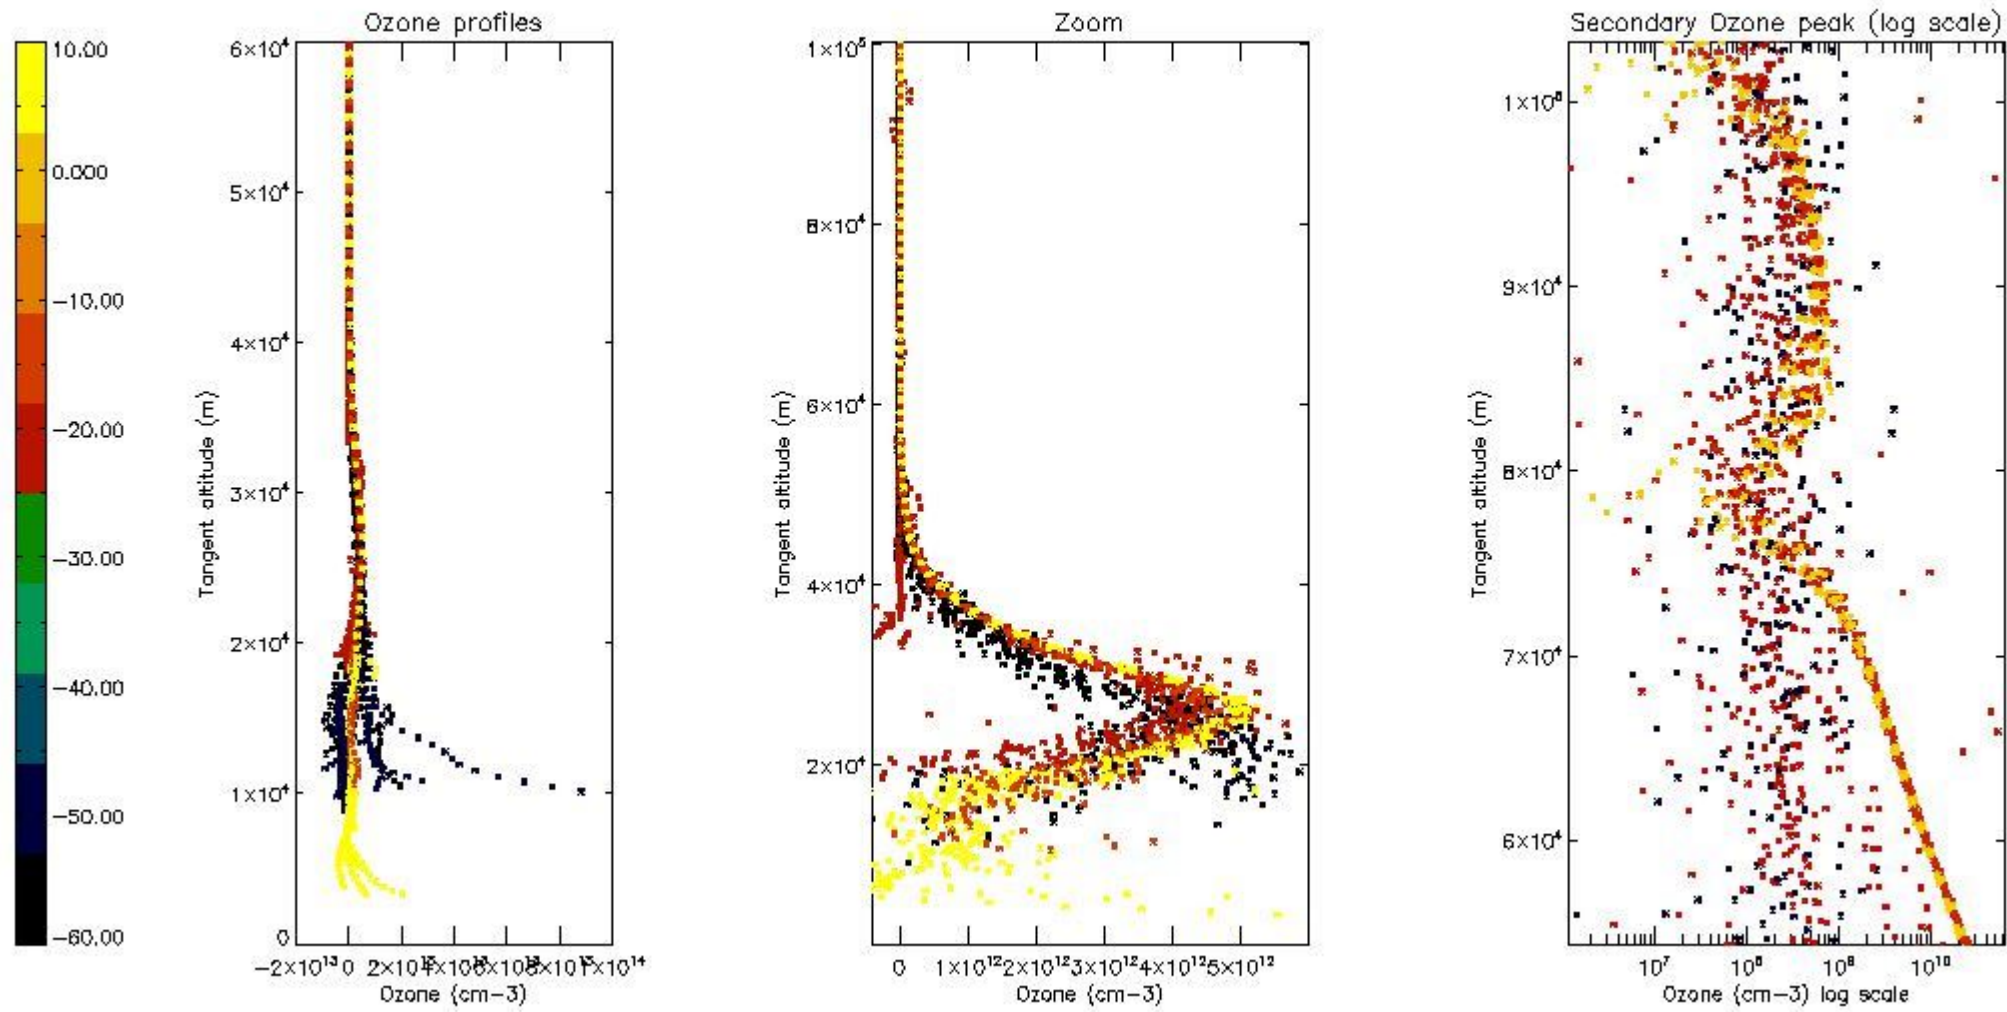 Ozone profiles
Zoom
Secondary Ozone peak (log scale)
10.00
0.000
−10.00
−20.00
−30.00
−40.00
−50.00
−60.00
6×10⁴
5×10⁴
4×10⁴
3×10⁴
2×10⁴
1×10⁴
0
Tangent altitude (m)
−2×10¹³ 0
1×10¹⁴
Ozone (cm−3)
1×10⁵
8×10⁴
6×10⁴
4×10⁴
2×10⁴
Tangent altitude (m)
0 1×10¹² 2×10¹² 3×10¹² 4×10¹² 5×10¹²
Ozone (cm−3)
1×10⁵
9×10⁴
8×10⁴
7×10⁴
6×10⁴
Tangent altitude (m)
10⁷ 10⁸ 10⁹ 10¹⁰
Ozone (cm−3) log scale